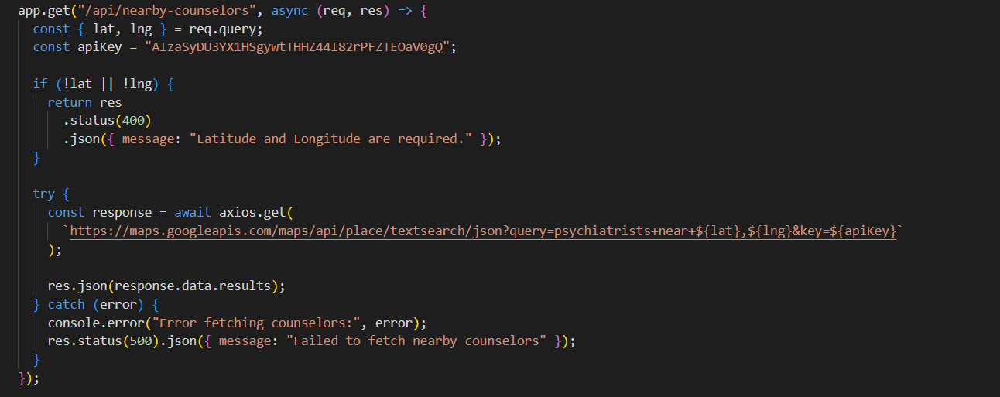 app.get("/api/nearby-counselors", async (req, res) => {
const { lat, lng } = req.query;
const apiKey = "AIzaSyDU3YX1HSgywtTHHZ44I82rPFZTEOaV0gQ";
if (!lat || !lng) {
return res
.status(400)
.json({ message: "Latitude and Longitude are required." });
}
try {
const response = await axios.get(
`https://maps.googleapis.com/maps/api/place/textsearch/json?query=psychiatrists+near+${lat},${lng}&key=${apiKey}`
);
res.json(response.data.results);
} catch (error) {
console.error("Error fetching counselors:", error);
res.status(500).json({ message: "Failed to fetch nearby counselors" });
}
});